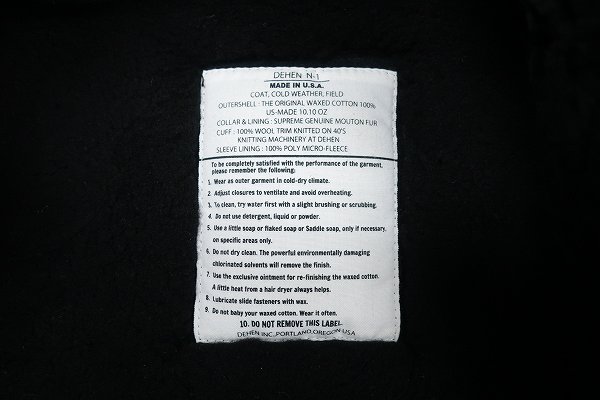 DEHEN N-1
MADE IN U.S.A.
COAT, COLD WEATHER, FIELD
OUTERSHELL : THE ORIGINAL WAXED COTTON 100%
US-MADE 10.10 OZ
COLLAR & LINING : SUPREME GENUINE MOUTON FUR
CUFF : 100% WOOL TRIM KNITTED ON 40'S
KNITTING MACHINERY AT DEHEN
SLEEVE LINING : 100% POLY MICRO-FLEECE
To be completely satisfied with the performance of the garment,
please remember the following:
1. Wear as outer garment in cold-dry climate.
2. Adjust closures to ventilate and avoid overheating.
3. To clean, try water first with a slight brushing or scrubbing.
4. Do not use detergent, liquid or powder.
5. Use a little soap or flaked soap or Saddle soap, only if necessary,
on specific areas only.
6. Do not dry clean. The powerful environmentally damaging
chlorinated solvents will remove the finish.
7. Use the exclusive ointment for re-finishing the waxed cotton.
A little heat from a hair dryer always helps.
8. Lubricate slide fasteners with wax.
9. Do not baby your waxed cotton. Wear it often.
10. DO NOT REMOVE THIS LABEL.
DEHEN INC, PORTLAND, OREGON USA